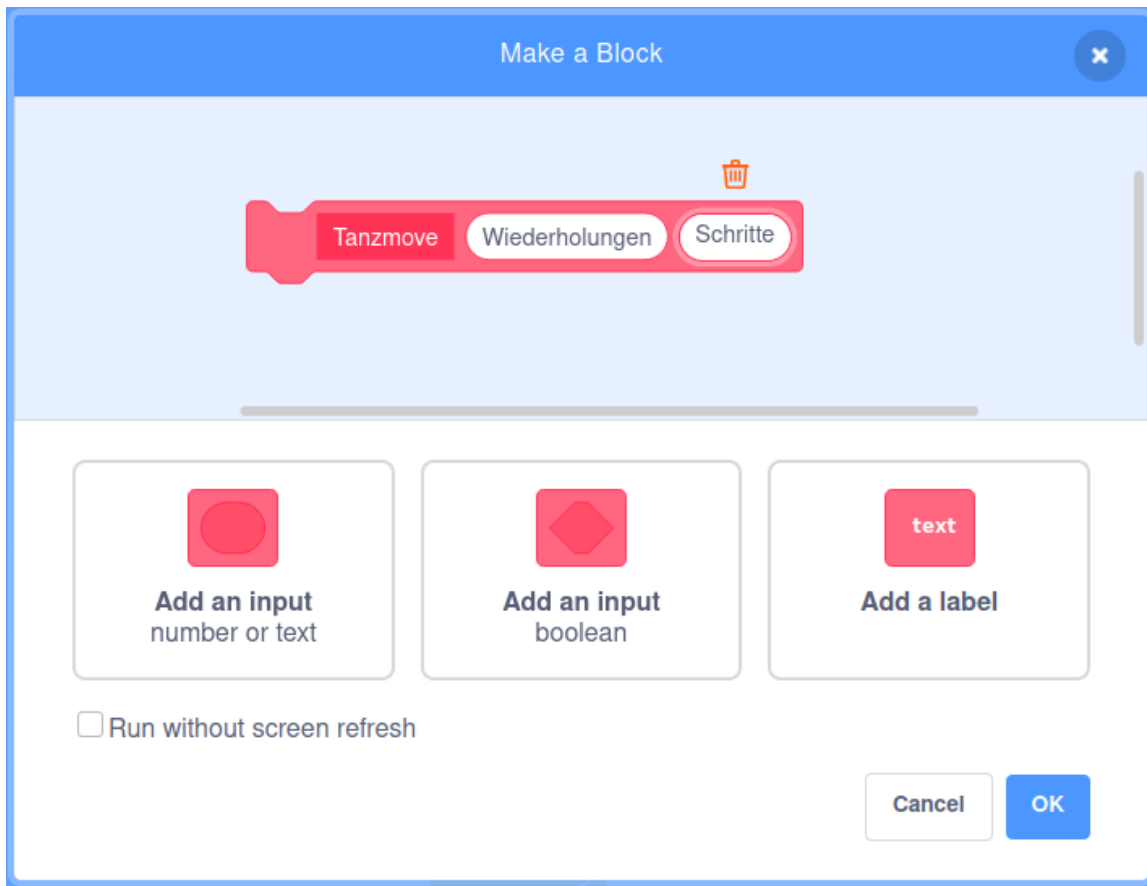 Make a Block
Tanzmove Wiederholungen Schritte
text
Add an input
number or text
Add an input
boolean
Add a label
Run without screen refresh
Cancel OK